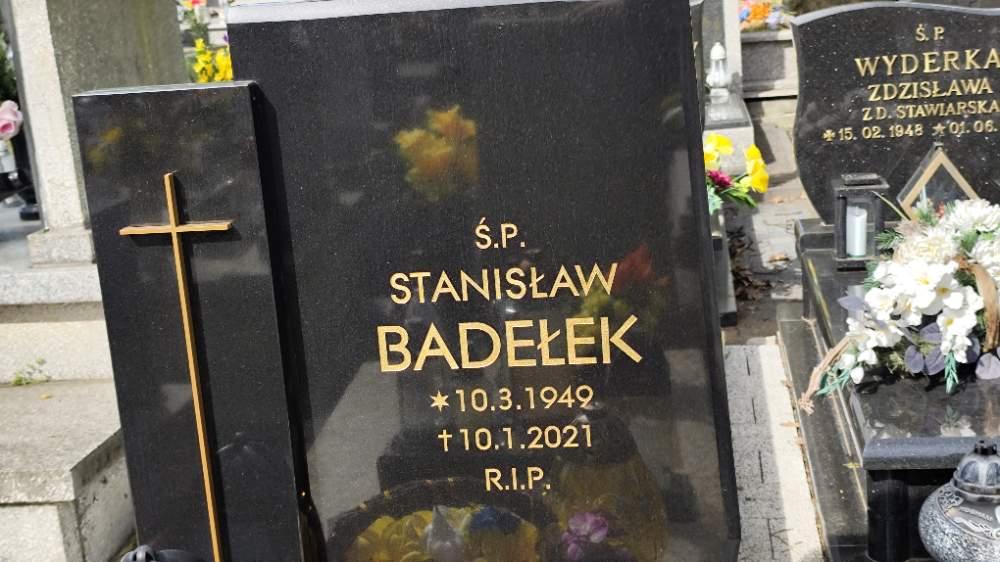 Ś.P.
STANISŁAW
BADEŁEK
✶10.3.1949
†10.1.2021
R.I.P.
Ś.P.
WYDERKA
ZDZISŁAWA
Z D. STAWIARSKA
✠15.02.1948 ☆01.06.